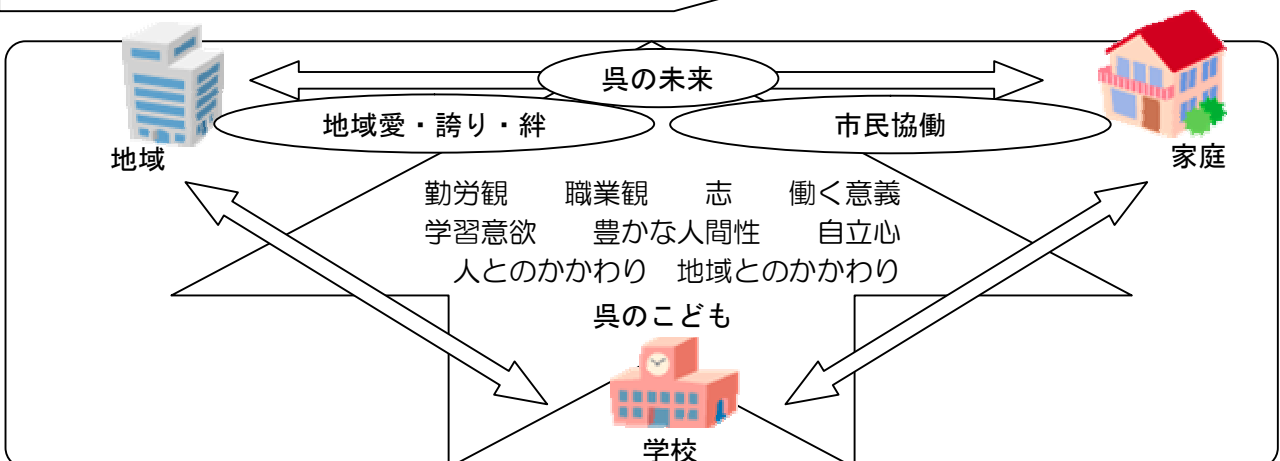 呉の未来
地域愛・誇り・絆
市民協働
地域
家庭
勤労観 職業観 志 働く意義
学習意欲 豊かな人間性 自立心
人とのかかわり 地域とのかかわり
呉のこども
学校